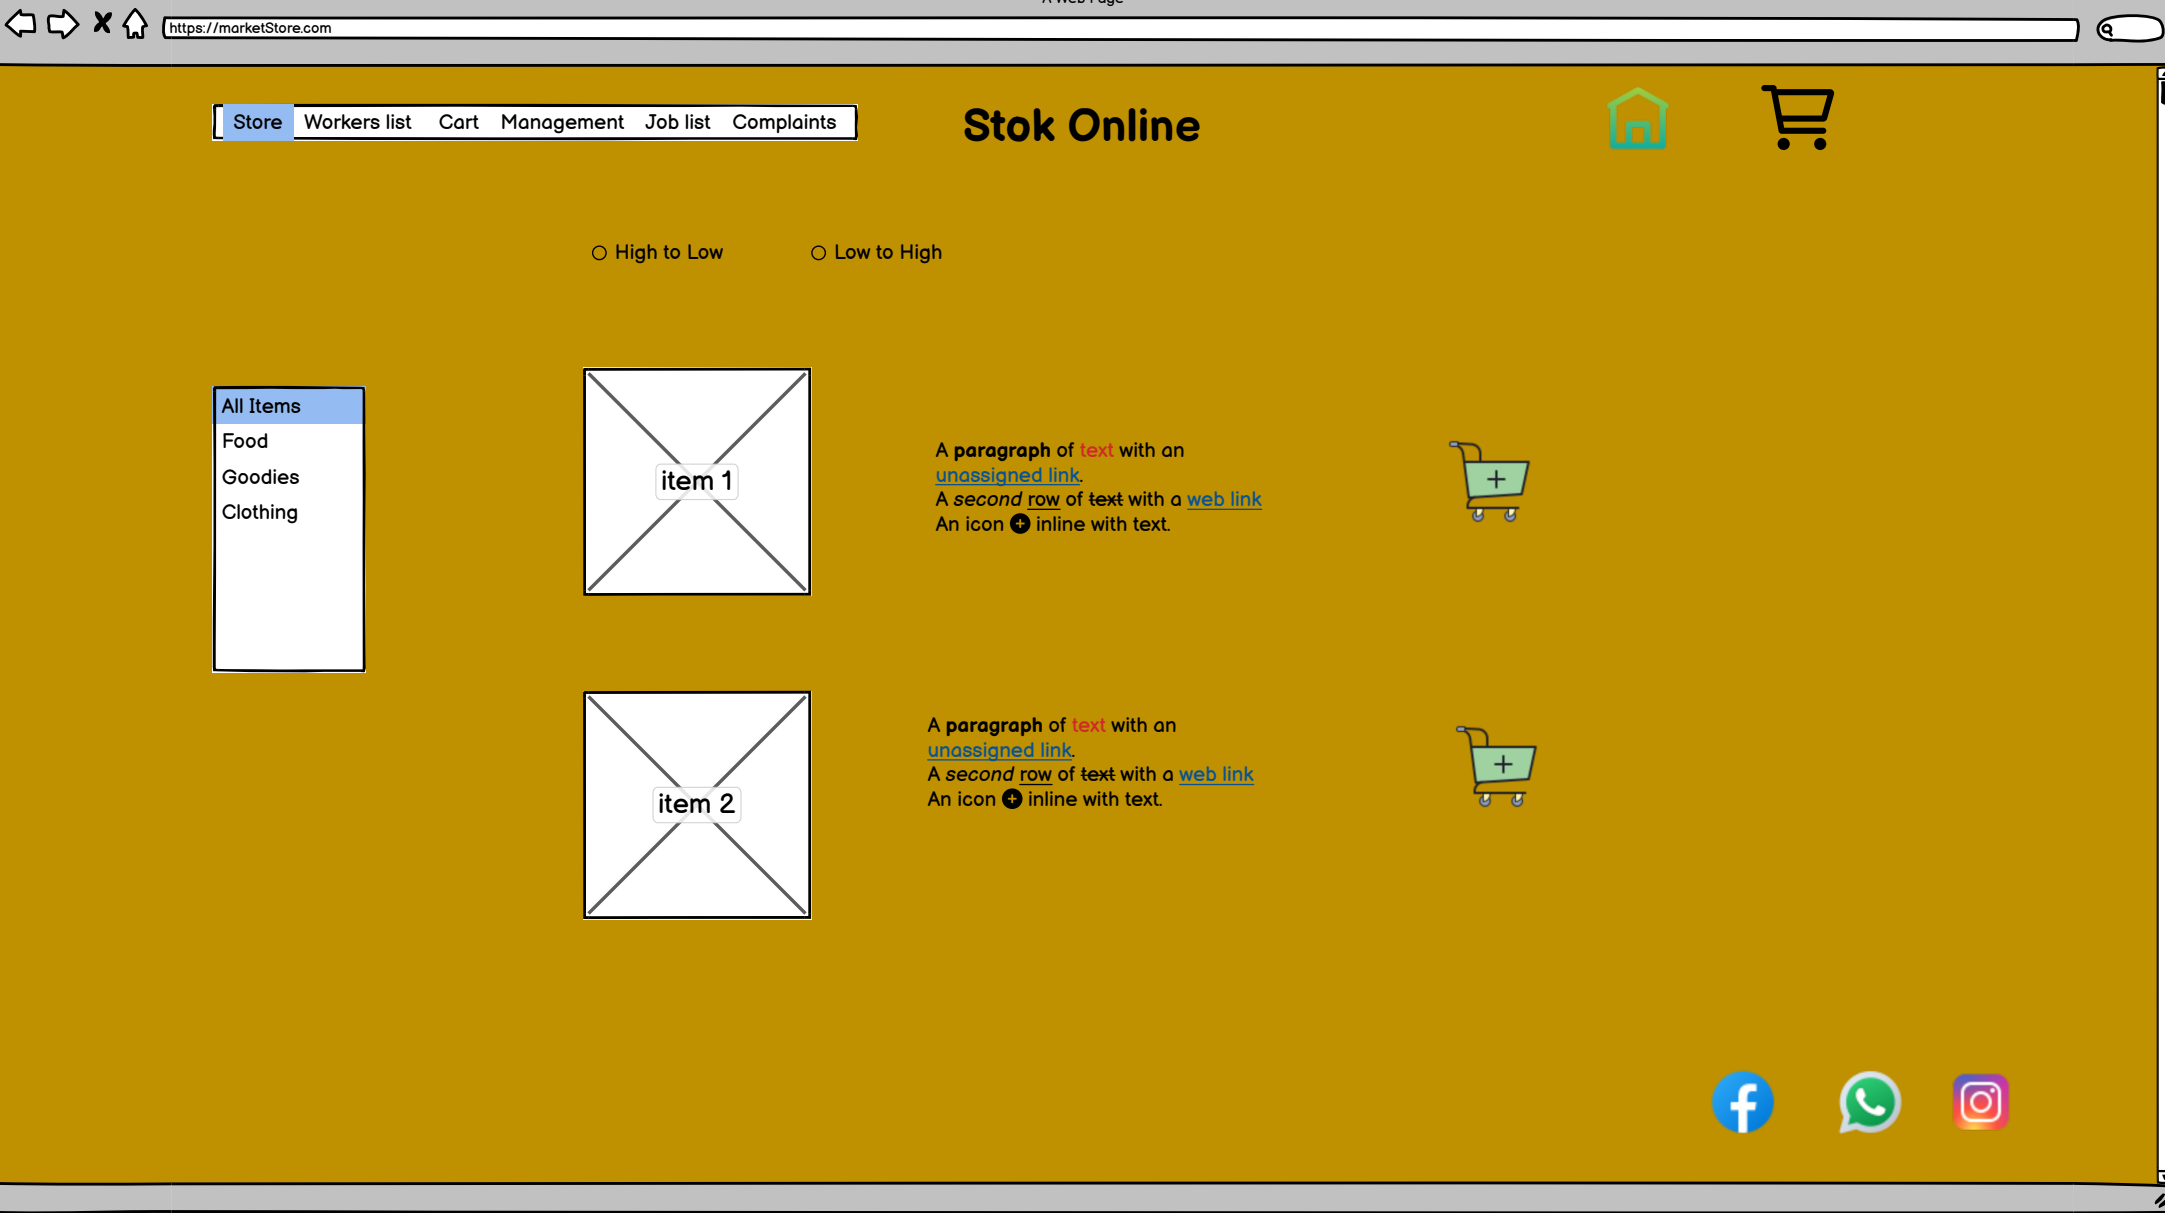 A Web Page
https://marketStore.com
Store Workers list Cart Management Job list Complaints
Stok Online
High to Low Low to High
All Items
Food
Goodies
Clothing
item 1
A paragraph of text with an
unassigned link.
A second row of text with a web link
An icon inline with text.
item 2
A paragraph of text with an
unassigned link.
A second row of text with a web link
An icon inline with text.